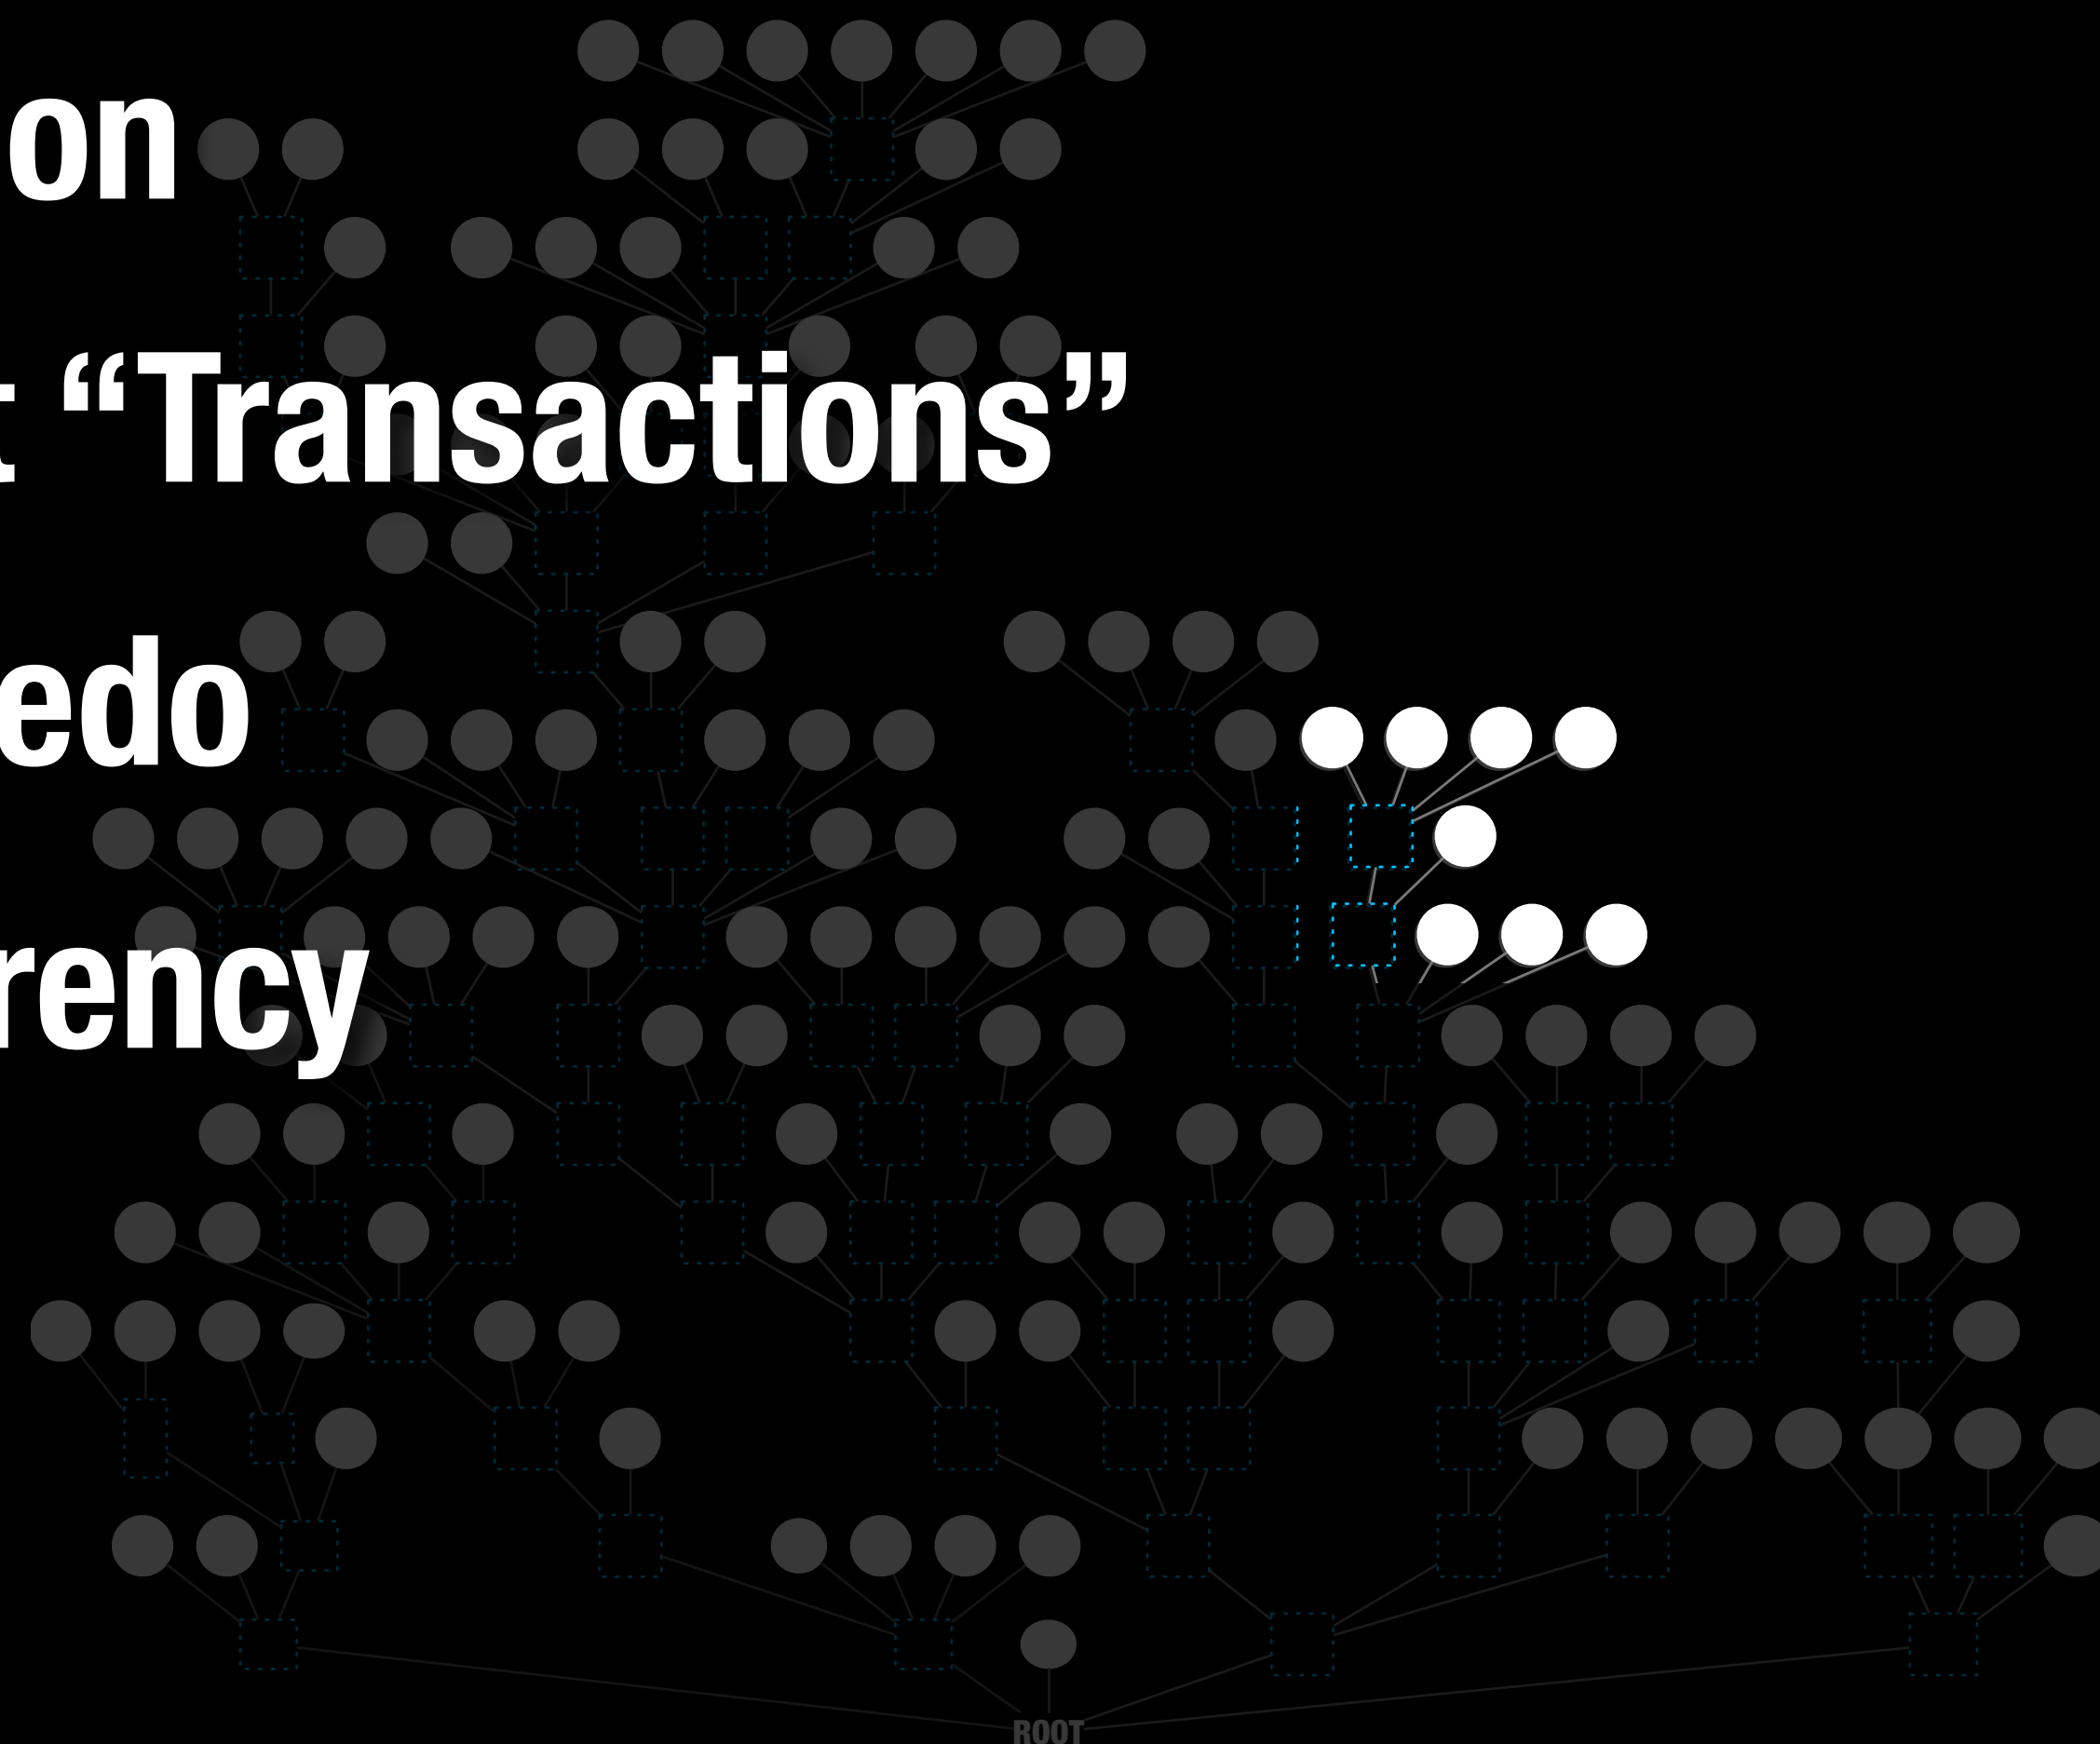 on
t “Transactions”
edo
rency
ROOT